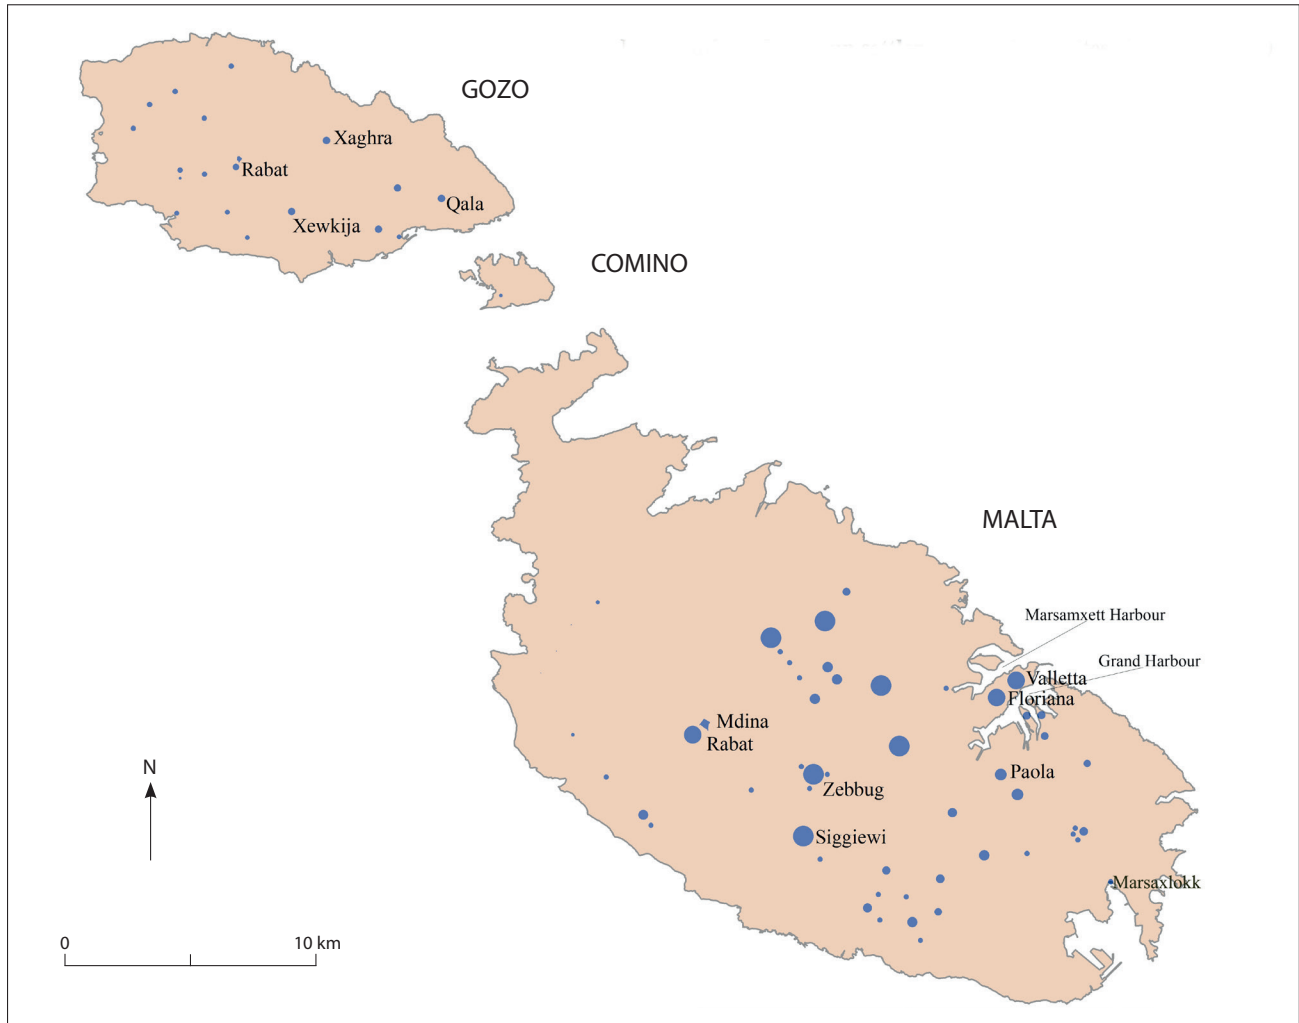 GOZO
Xaghra
Rabat
Qala
Xewkija
COMINO
MALTA
Marsamxett Harbour
Grand Harbour
Valletta
Floriana
Mdina
Rabat
N
Paola
Zebbug
Siggiewi
Marsaxlokk
0 10 km